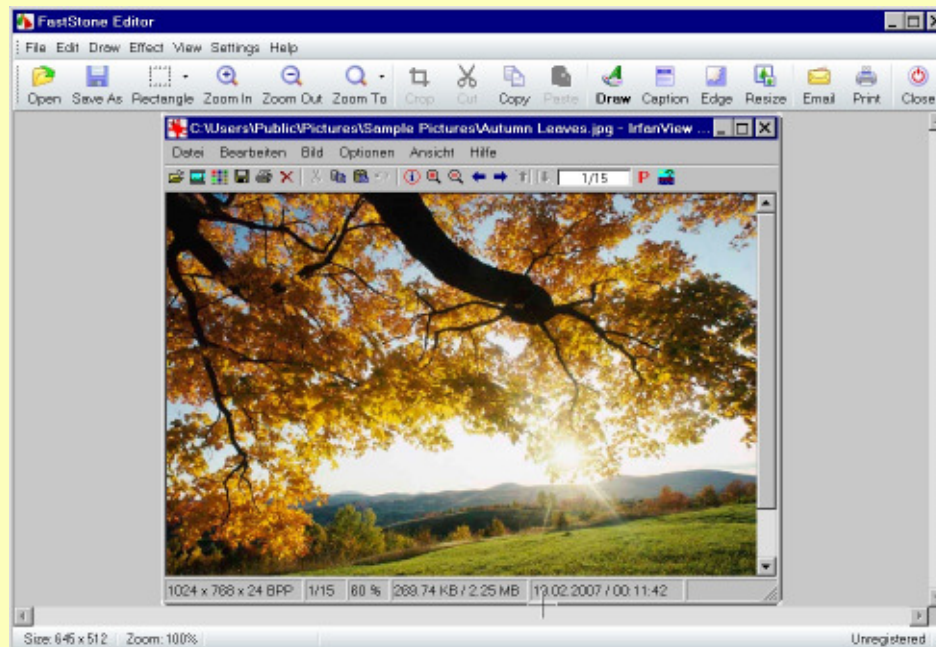 FastStone Editor
File Edit Draw Effect View Settings Help
Open Save As Rectangle Zoom In Zoom Out Zoom To Crop Cut Copy Paste Draw Caption Edge Resize Email Print Close
C:\Users\Public\Pictures\Sample Pictures\Autumn Leaves.jpg - IrfanView ...
Datei Bearbeiten Bild Optionen Ansicht Hilfe
1/15 P
1024 x 768 x 24 BPP 1/15 60 % 269.74 KB / 2.25 MB 19.02.2007 / 00:11:42
Size: 645 x 512 Zoom: 100% Unregistered